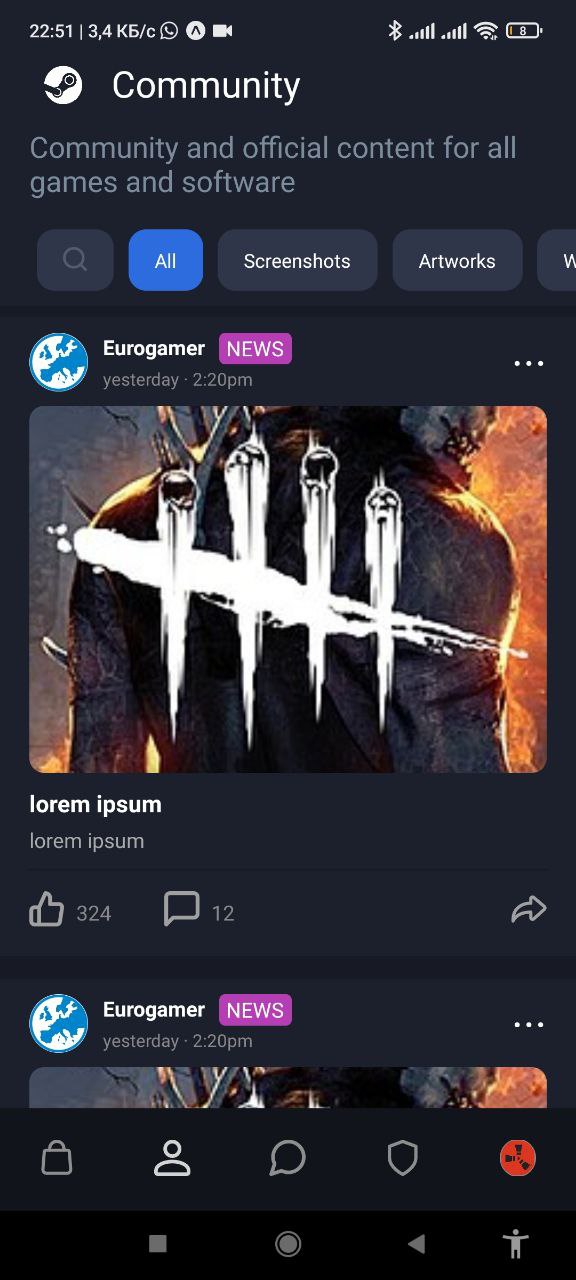 22:51 | 3,4 КБ/с
8
Community
Community and official content for all
games and software
All
Screenshots
Artworks
W
Eurogamer NEWS
yesterday · 2:20pm
lorem ipsum
lorem ipsum
324
12
Eurogamer NEWS
yesterday · 2:20pm